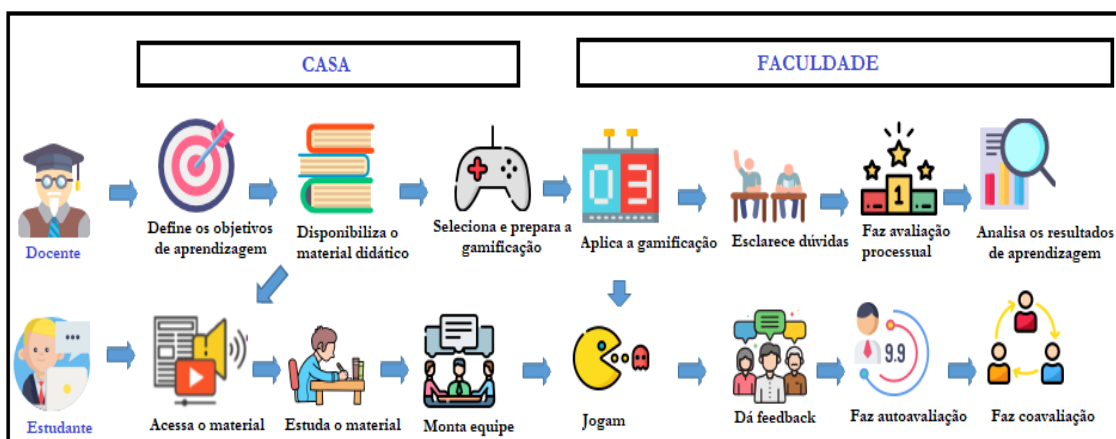 CASA
FACULDADE
Docente
Define os objetivos
de aprendizagem
Disponibiliza o
material didático
Seleciona e prepara a
gamificação
03
Aplica a gamificação
Esclarece dúvidas
1
Faz avaliação
processual
Analisa os resultados
de aprendizagem
Estudante
Acessa o material
Estuda o material
Monta equipe
Jogam
Dá feedback
9.9
Faz autoavaliação
Faz coavaliação